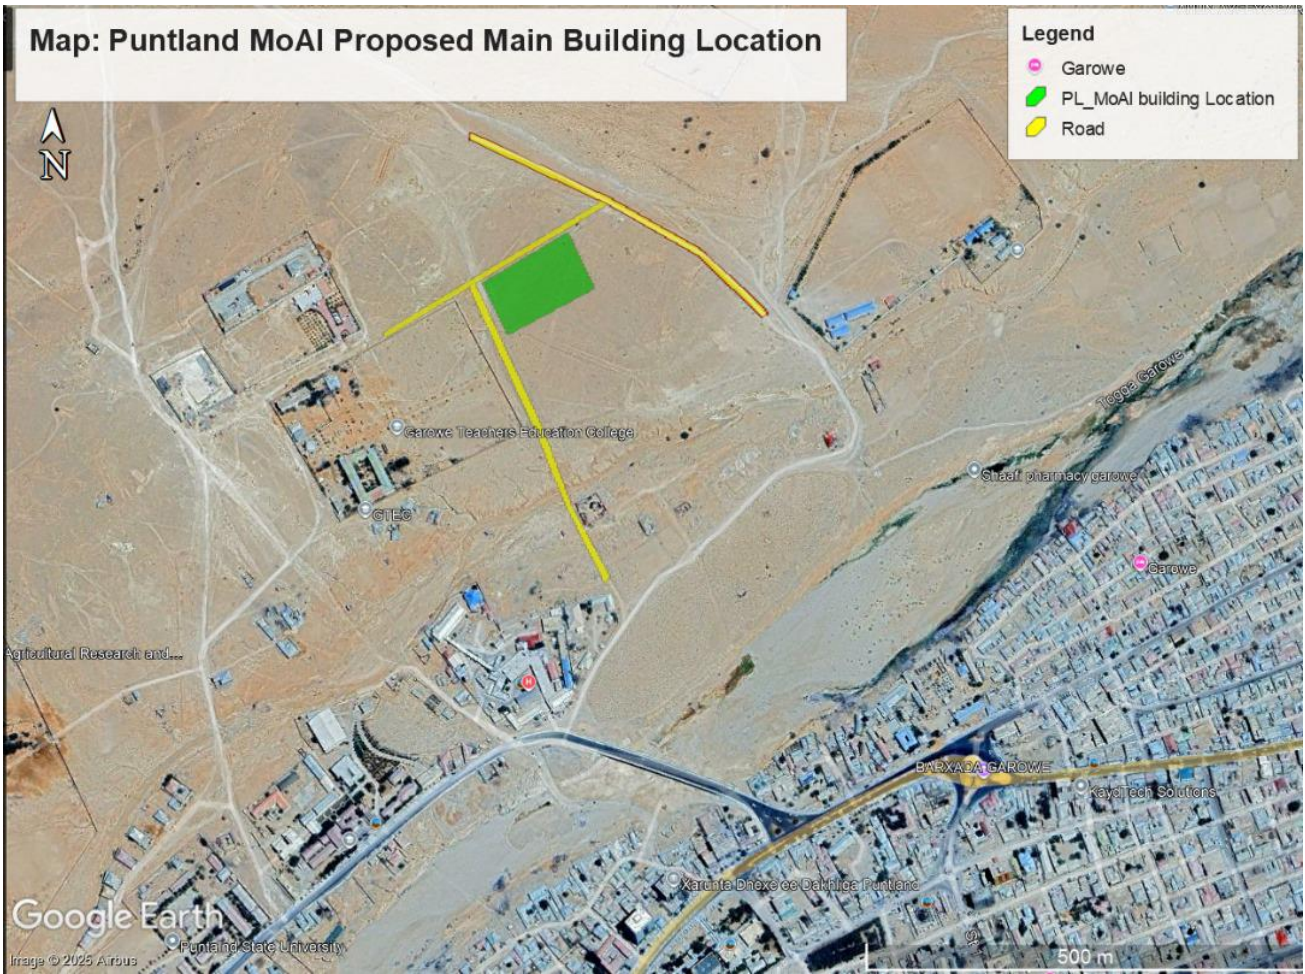 Map: Puntland MoAI Proposed Main Building Location
Legend
Garowe
PL_MoAI building Location
Road
N
Togga Garowe
Garowe Teachers Education College
Shaafi pharmacy garowe
GTEC
Garowe
Agricultural Research and...
H
BARXADA GAROWE
KaydTech Solutions
Xarunta Dhexe ee Dakhliga Puntland
Google Earth
Puntalnd State University
Image © 2025 Airbus
500 m